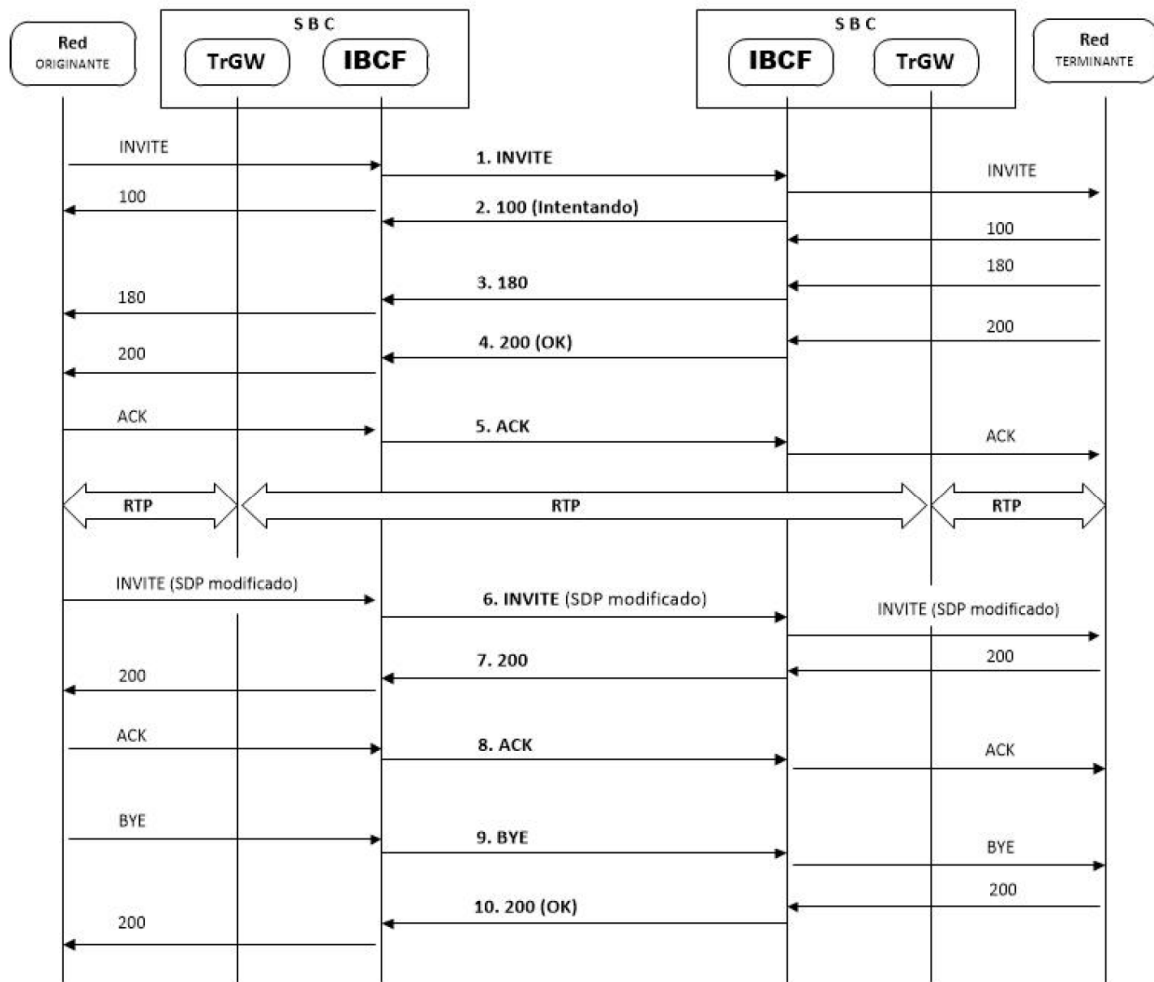 S B C
S B C
Red
ORIGINANTE
TrGW
IBCF
IBCF
TrGW
Red
TERMINANTE
INVITE
1. INVITE
INVITE
100
2. 100 (Intentando)
100
180
3. 180
180
200
4. 200 (OK)
200
ACK
5. ACK
ACK
RTP
RTP
RTP
INVITE (SDP modificado)
6. INVITE (SDP modificado)
INVITE (SDP modificado)
200
7. 200
200
ACK
8. ACK
ACK
BYE
9. BYE
BYE
200
10. 200 (OK)
200